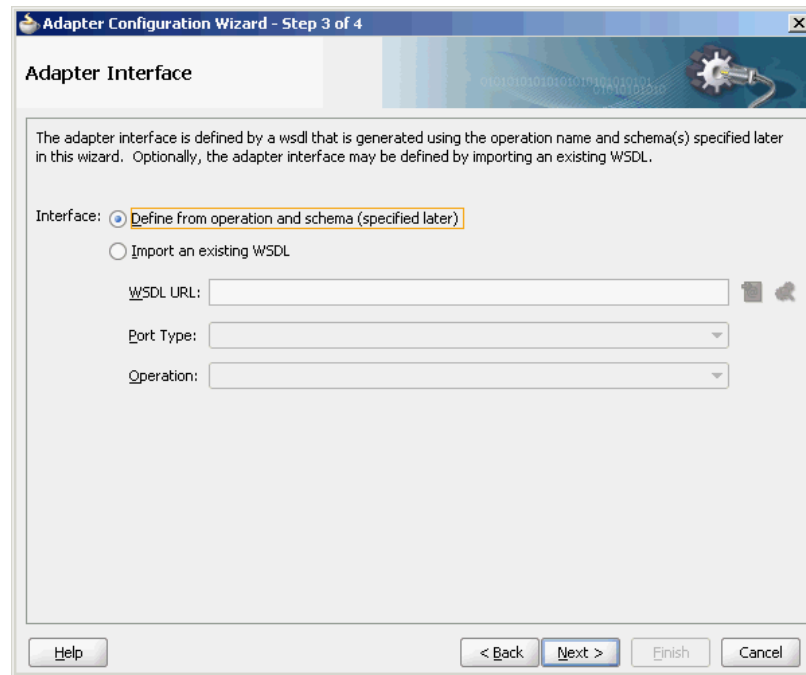 Adapter Configuration Wizard - Step 3 of 4
Adapter Interface
The adapter interface is defined by a wsdl that is generated using the operation name and schema(s) specified later
in this wizard.  Optionally, the adapter interface may be defined by importing an existing WSDL.
Interface: Define from operation and schema (specified later)
Import an existing WSDL
WSDL URL:
Port Type:
Operation:
Help < Back Next > Finish Cancel